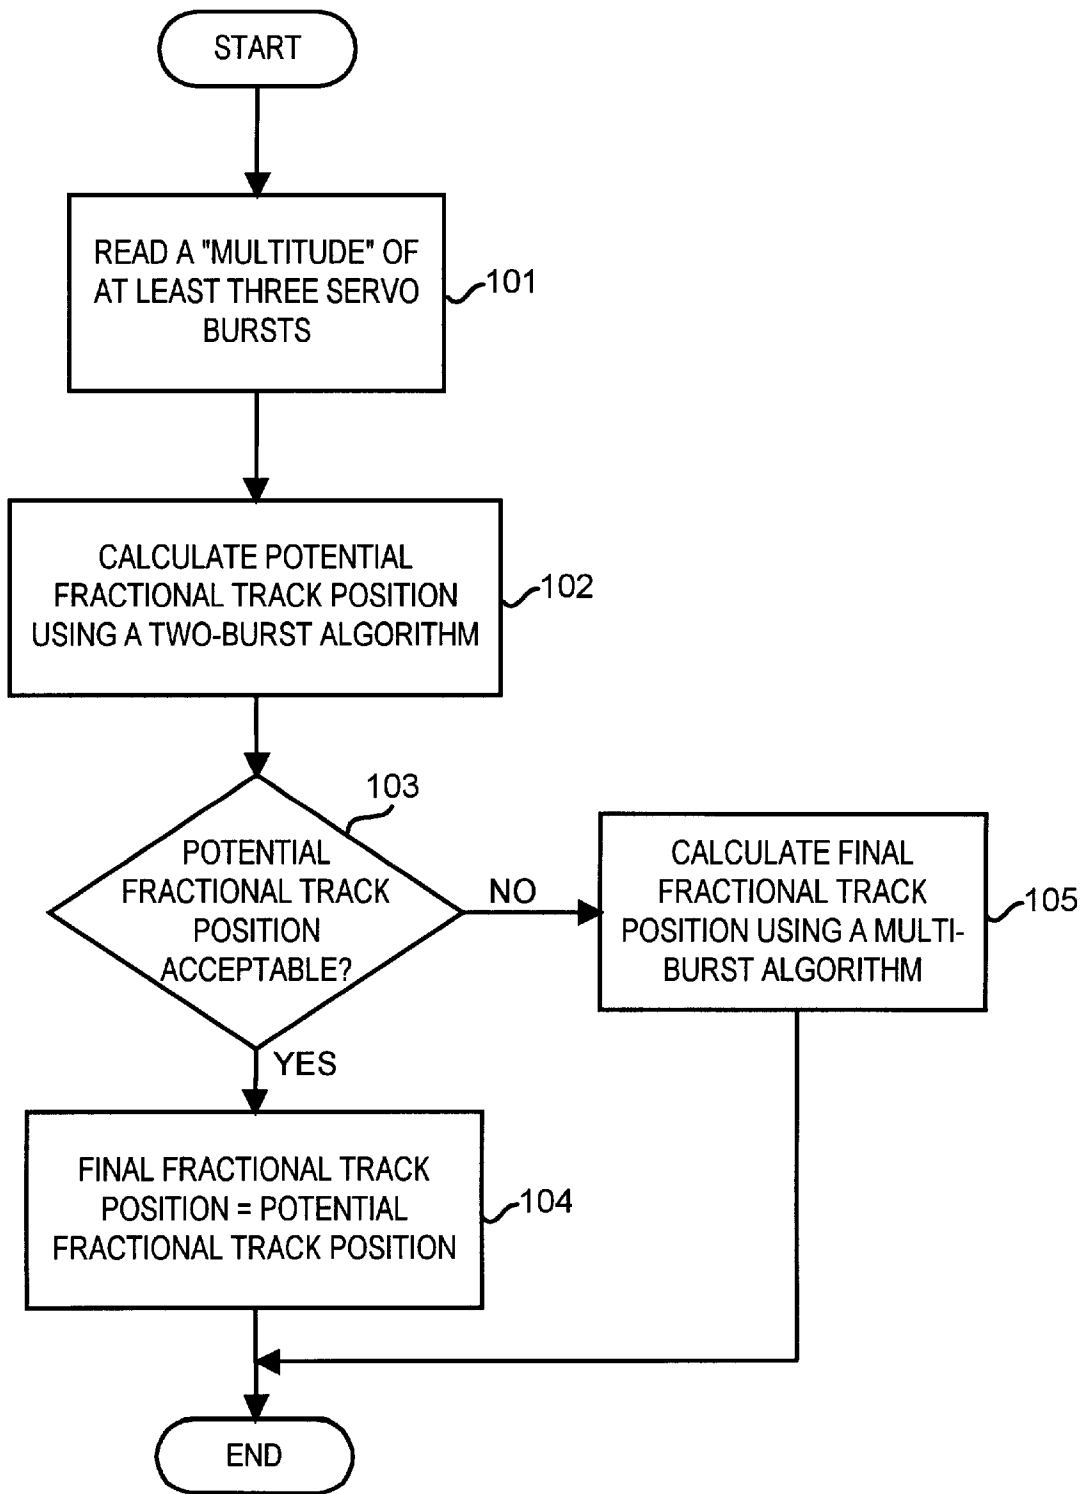 START
READ A "MULTITUDE" OF
AT LEAST THREE SERVO
BURSTS
101
CALCULATE POTENTIAL
FRACTIONAL TRACK POSITION
USING A TWO-BURST ALGORITHM
102
103
POTENTIAL
FRACTIONAL TRACK
POSITION
ACCEPTABLE?
NO
CALCULATE FINAL
FRACTIONAL TRACK
POSITION USING A MULTI-
BURST ALGORITHM
105
YES
FINAL FRACTIONAL TRACK
POSITION = POTENTIAL
FRACTIONAL TRACK POSITION
104
END